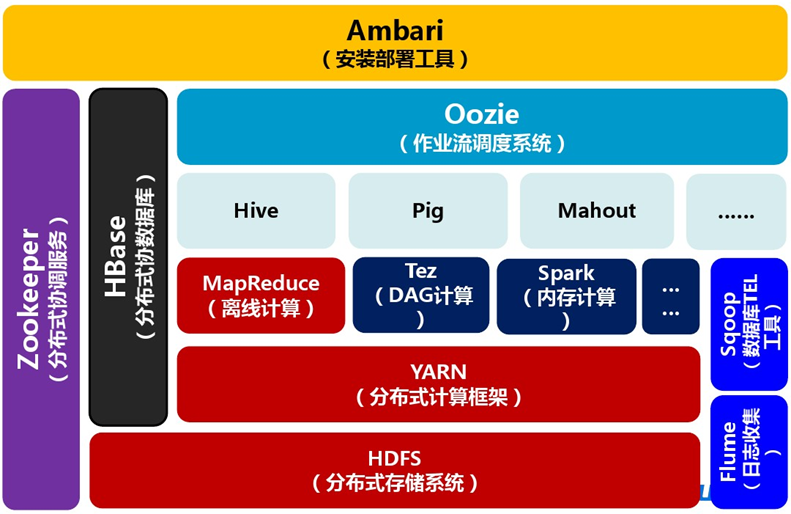 Ambari
（安装部署工具）
Zookeeper
（分布式协调服务）
HBase
（分布式协数据库）
Oozie
（作业流调度系统）
Hive
Pig
Mahout
……
MapReduce
（离线计算）
Tez
（DAG计算
）
Spark
（内存计算
）
…
…
Sqoop
（数据库TEL
工具）
YARN
（分布式计算框架）
Flume
（日志收集
）
HDFS
（分布式存储系统）